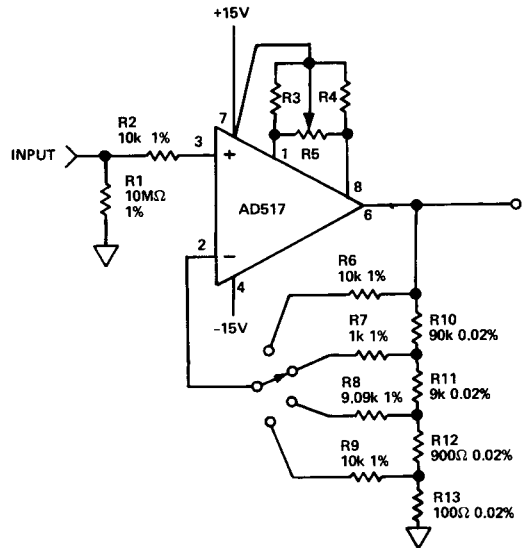 +15V
R3
R4
R2
10k 1%
7
R5
INPUT
3
+
1
R1
10MΩ
1%
8
AD517
6
2
−
4
R6
10k 1%
−15V
R7
1k 1%
R10
90k 0.02%
R8
9.09k 1%
R11
9k 0.02%
R9
10k 1%
R12
900Ω 0.02%
R13
100Ω 0.02%